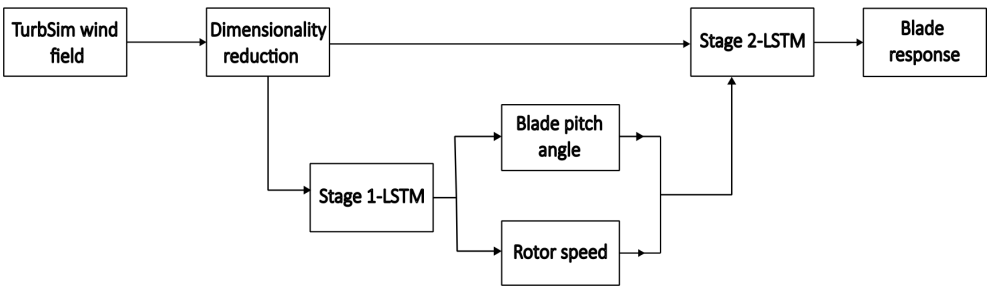 TurbSim wind
field
Dimensionality
reduction
Stage 2-LSTM
Blade
response
Blade pitch
angle
Stage 1-LSTM
Rotor speed